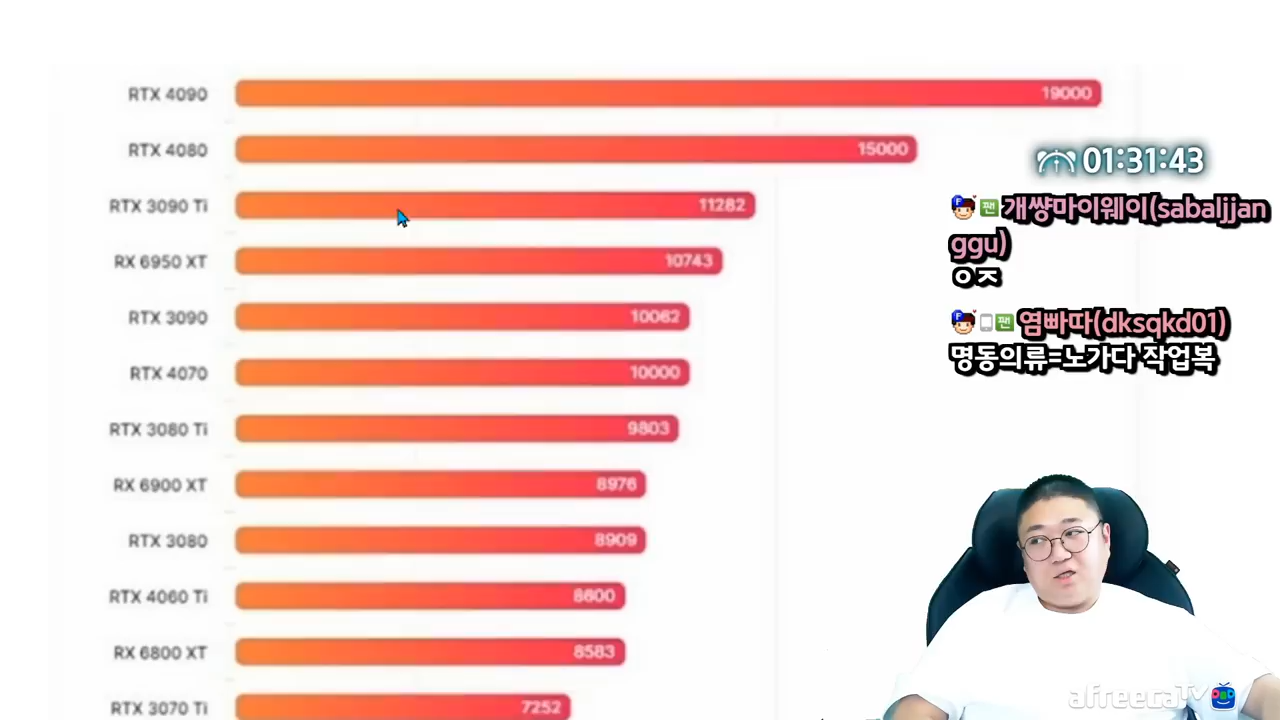 RTX 4090 19000
RTX 4080 15000
RTX 3090 Ti 11282
RX 6950 XT 10743
RTX 3090 10062
RTX 4070 10000
RTX 3080 Ti 9803
RX 6900 XT 8976
RTX 3080 8909
RTX 4060 Ti 8600
RX 6800 XT 8583
RTX 3070 Ti 7252
01:31:43
F 팬 개썅마이웨이(sabaljjan
ggu)
ㅇㅈ
F 팬 염빠따(dksqkd01)
명동의류=노가다 작업복
afreecaTV